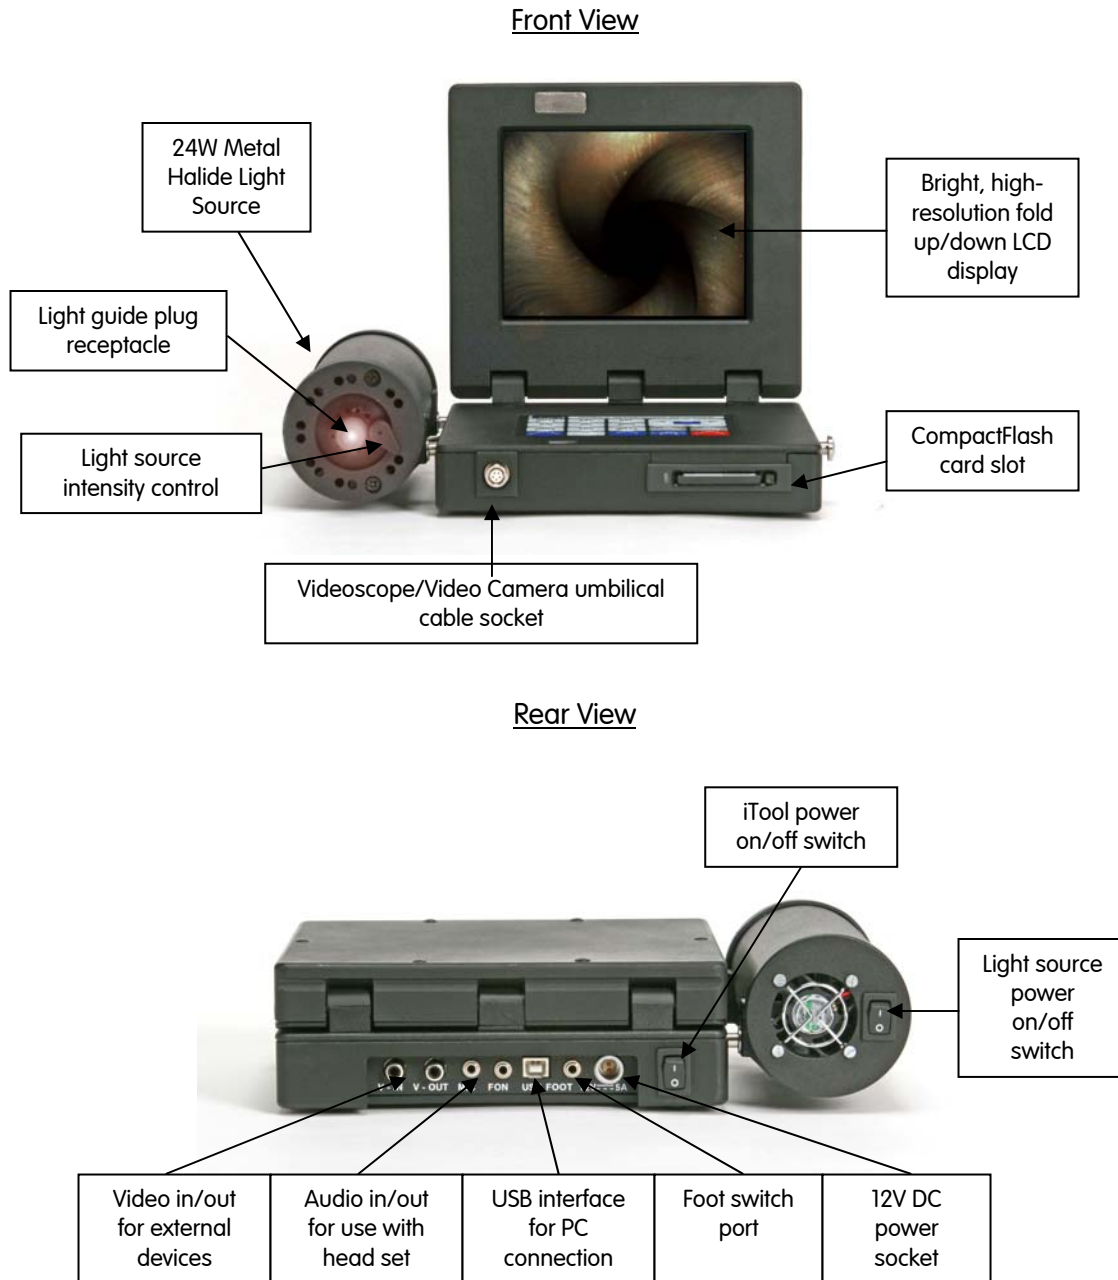 Front View
24W Metal
Halide Light
Source
Bright, high-
resolution fold
up/down LCD
display
Light guide plug
receptacle
Light source
intensity control
CompactFlash
card slot
Videoscope/Video Camera umbilical
cable socket
Rear View
iTool power
on/off switch
Light source
power
on/off
switch
I
O
I
O
V - OUT FON FOOT 5A
Video in/out
for external
devices
Audio in/out
for use with
head set
USB interface
for PC
connection
Foot switch
port
12V DC
power
socket